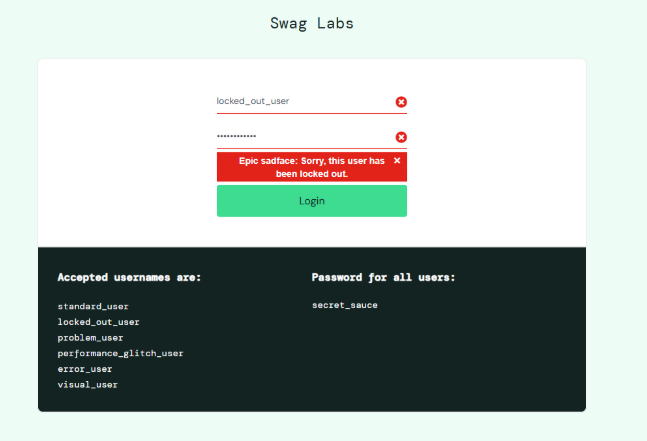 Swag Labs
locked_out_user
••••••••••••
Epic sadface: Sorry, this user has
been locked out.
Login
Accepted usernames are:
standard_user
locked_out_user
problem_user
performance_glitch_user
error_user
visual_user
Password for all users:
secret_sauce